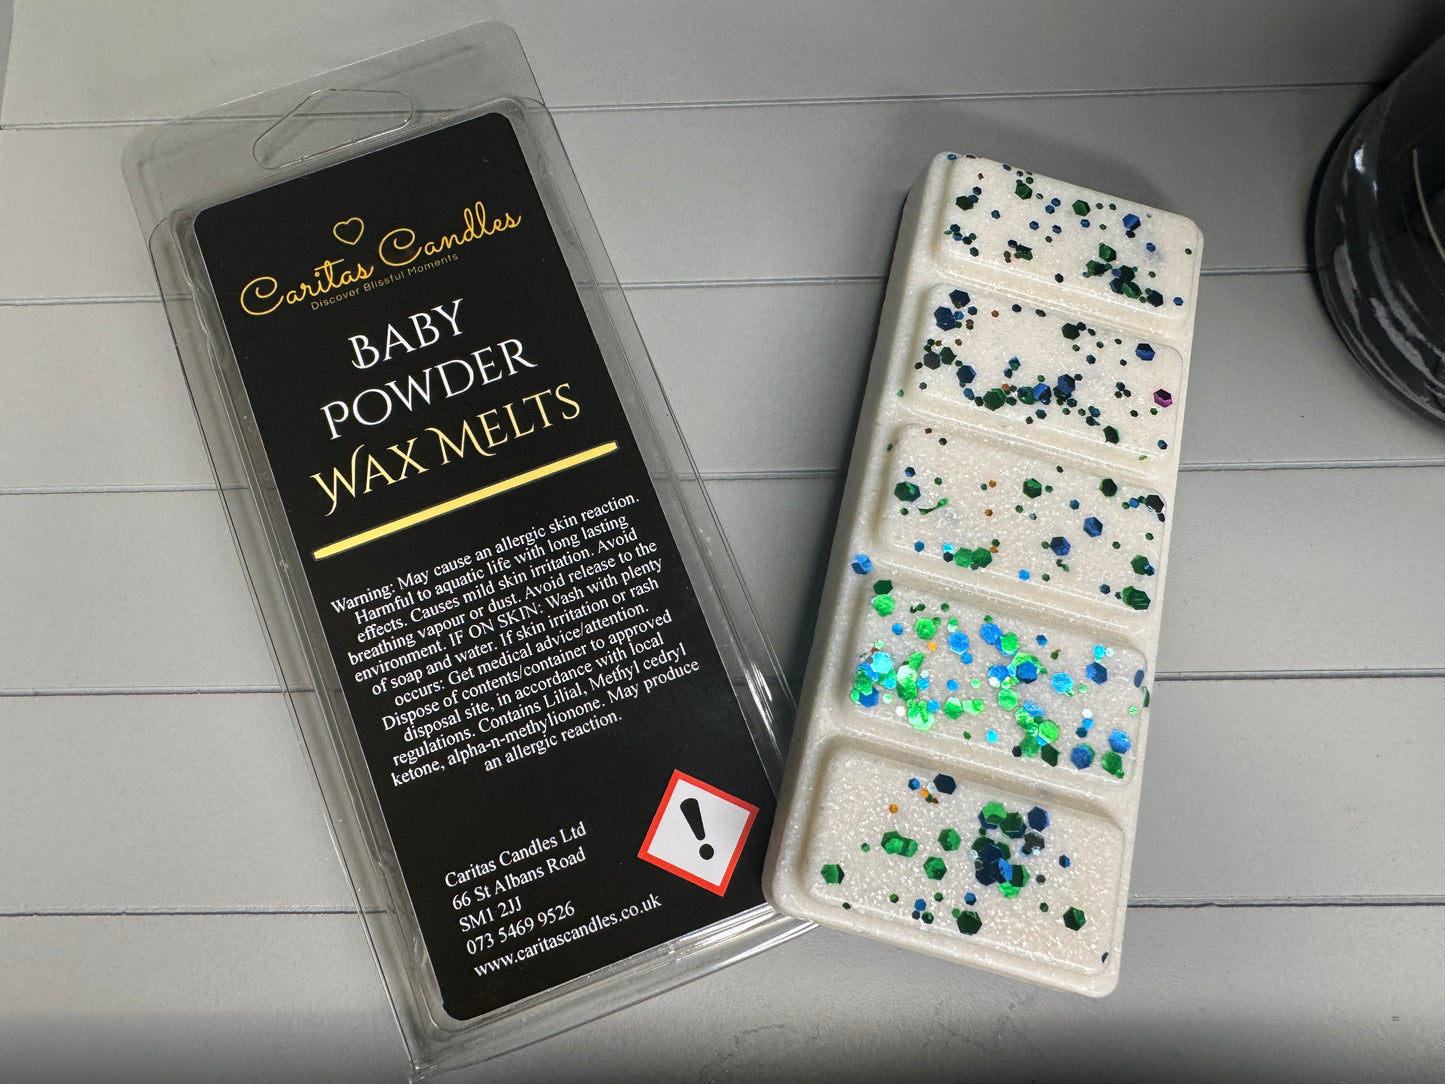 Caritas Candles
Discover Blissful Moments
BABY
POWDER
WAX MELTS
Warning: May cause an allergic skin reaction.
Harmful to aquatic life with long lasting
effects. Causes mild skin irritation. Avoid
breathing vapour or dust. Avoid release to the
environment. IF ON SKIN: Wash with plenty
of soap and water. If skin irritation or rash
occurs: Get medical advice/attention.
Dispose of contents/container to approved
disposal site, in accordance with local
regulations. Contains Lilial, Methyl cedryl
ketone, alpha-n-methylionone. May produce
an allergic reaction.
Caritas Candles Ltd
66 St Albans Road
SM1 2JJ
073 5469 9526
www.caritascandles.co.uk